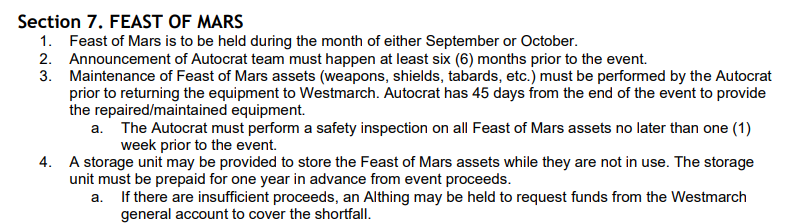 Section 7. FEAST OF MARS
1. Feast of Mars is to be held during the month of either September or October.
2. Announcement of Autocrat team must happen at least six (6) months prior to the event.
3. Maintenance of Feast of Mars assets (weapons, shields, tabards, etc.) must be performed by the Autocrat
prior to returning the equipment to Westmarch. Autocrat has 45 days from the end of the event to provide
the repaired/maintained equipment.
a. The Autocrat must perform a safety inspection on all Feast of Mars assets no later than one (1)
week prior to the event.
4. A storage unit may be provided to store the Feast of Mars assets while they are not in use. The storage
unit must be prepaid for one year in advance from event proceeds.
a. If there are insufficient proceeds, an Althing may be held to request funds from the Westmarch
general account to cover the shortfall.